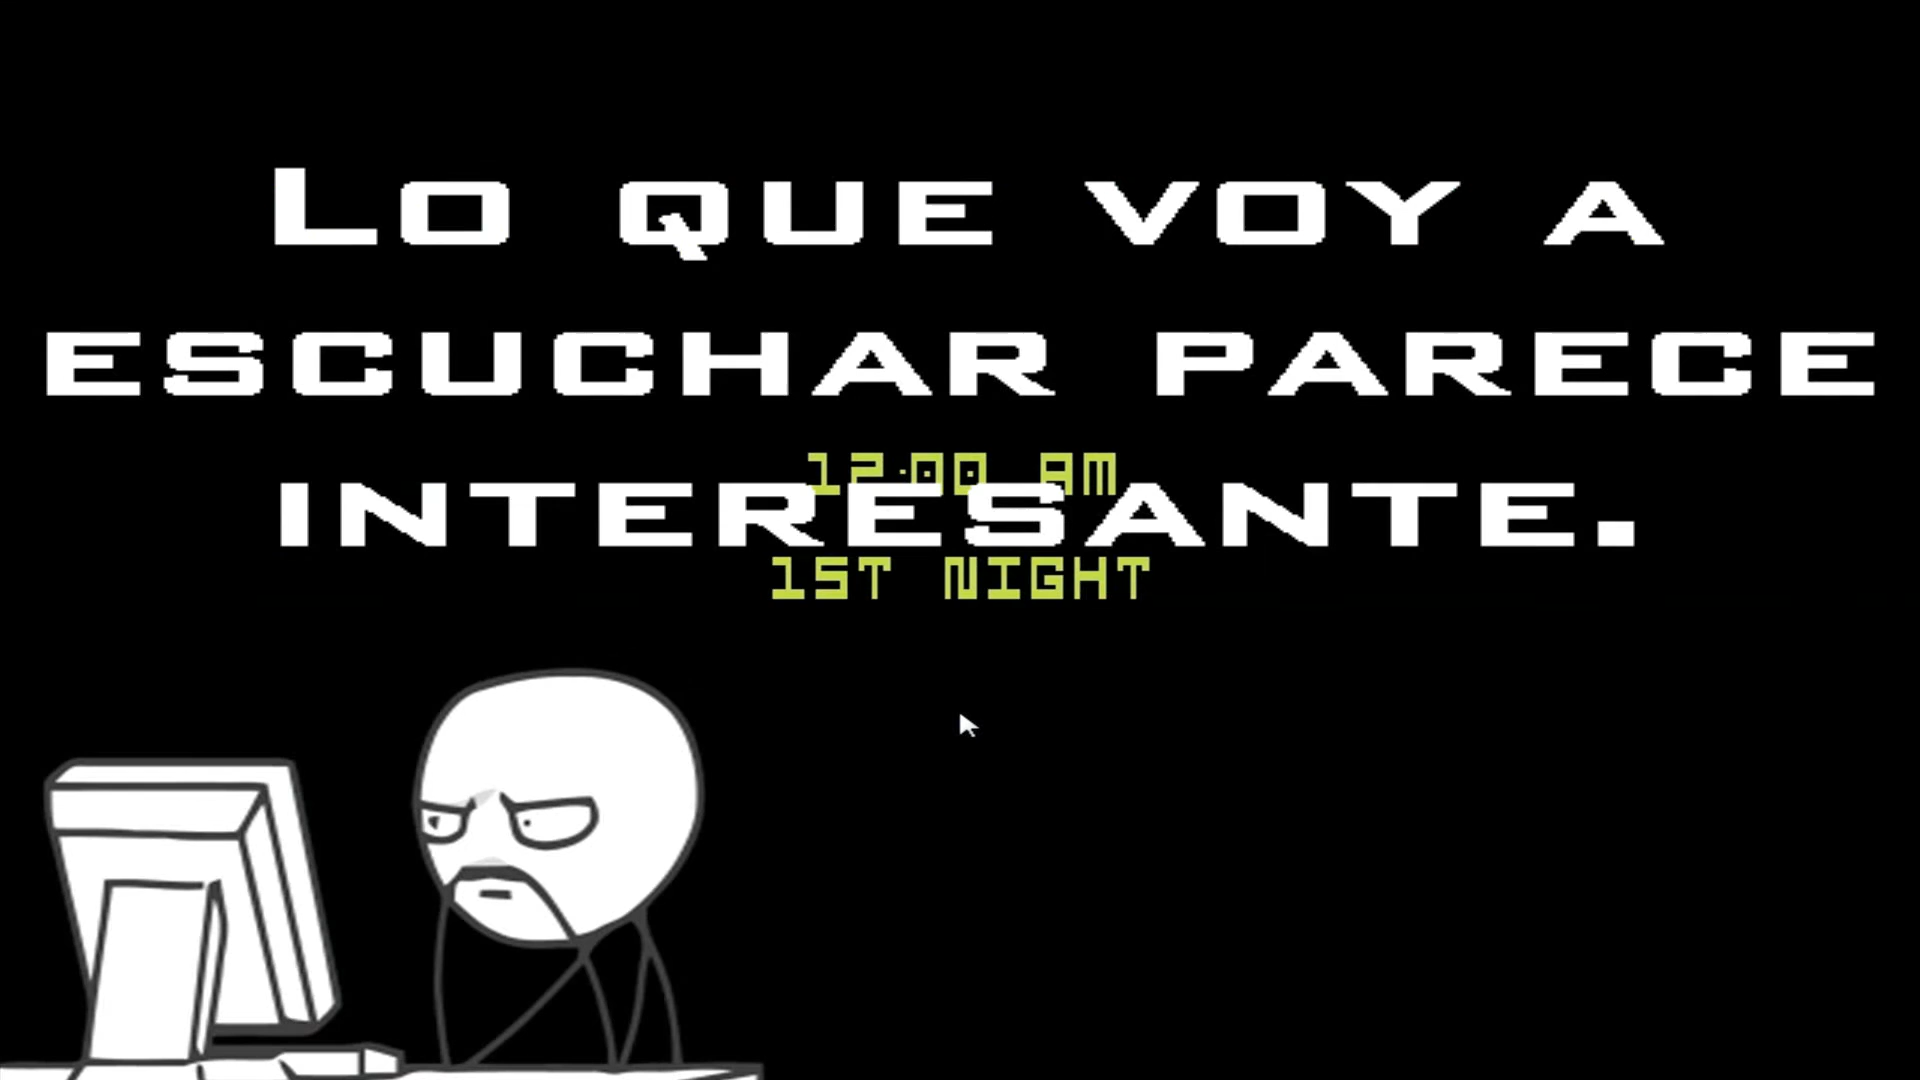 Lo que voy a
escuchar parece
12:00 am
interesante.
1ST NIGHT